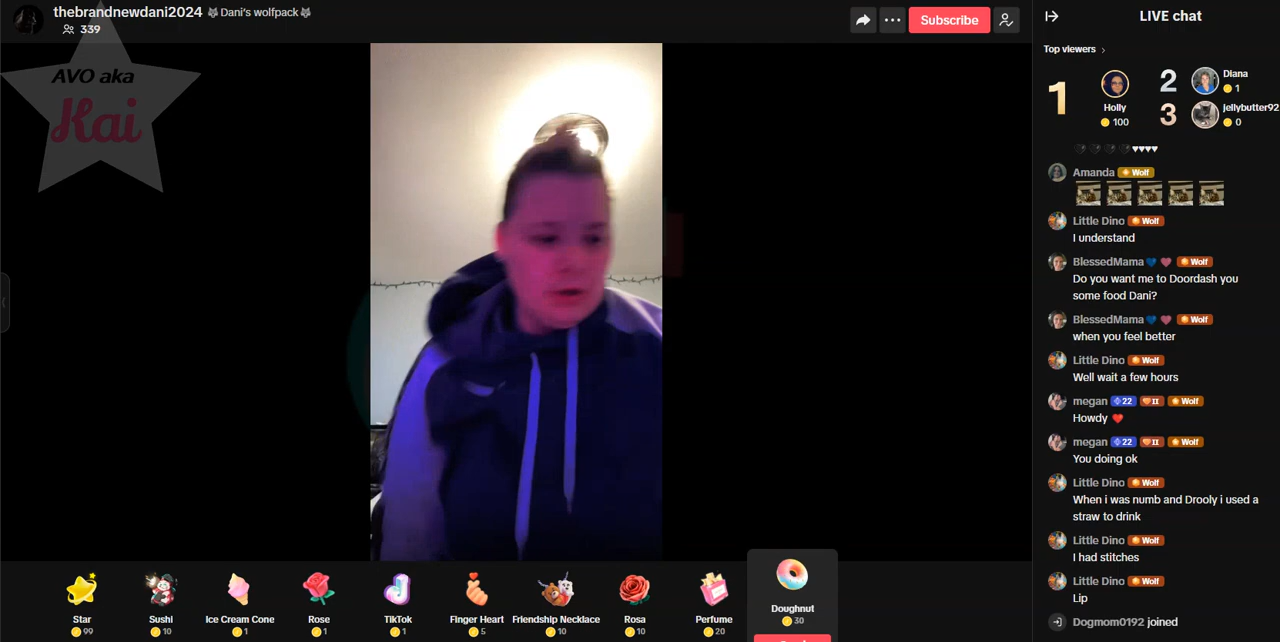 thebrandnewdani2024 🐺Dani's wolfpack🐺
339
Subscribe
LIVE chat
AVO aka
Kai
Top viewers
1
Holly
100
2
Diana
1
3
jellybutter92
0
Amanda Wolf
Little Dino Wolf
I understand
BlessedMama💙 Wolf
Do you want me to Doordash you
some food Dani?
BlessedMama💙 Wolf
when you feel better
Little Dino Wolf
Well wait a few hours
megan 22 II Wolf
Howdy ❤️
megan 22 II Wolf
You doing ok
Little Dino Wolf
When i was numb and Drooly i used a
straw to drink
Little Dino Wolf
I had stitches
Little Dino Wolf
Lip
Dogmom0192 joined
Star
99
Sushi
10
Ice Cream Cone
1
Rose
1
TikTok
1
Finger Heart
5
Friendship Necklace
10
Rosa
10
Perfume
20
Doughnut
30